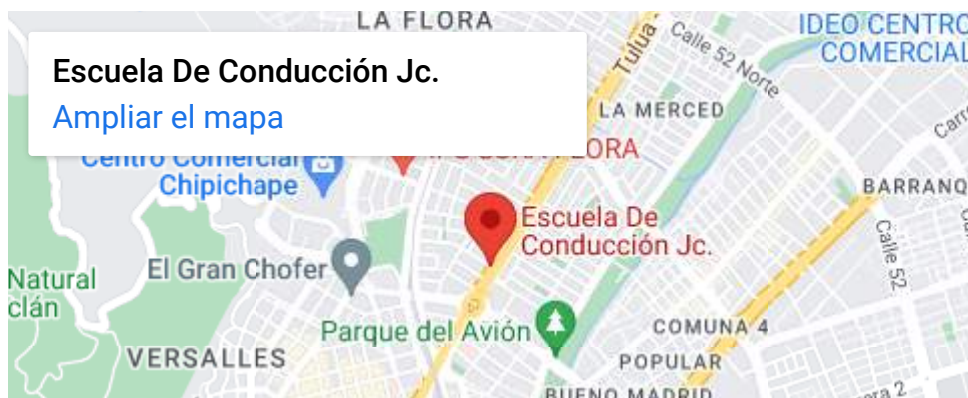 LA FLORA
Escuela De Conducción Jc.
Ampliar el mapa
Tulua
Calle 52 Norte
IDEO CENTRO
COMERCIAL
LA MERCED
Centro Comercial
Chipichape
BARRANQ
Escuela De
Conducción Jc.
Calle 52
El Gran Chofer
Natural
clán
Parque del Avión
COMUNA 4
VERSALLES
POPULAR
BUENO MADRID